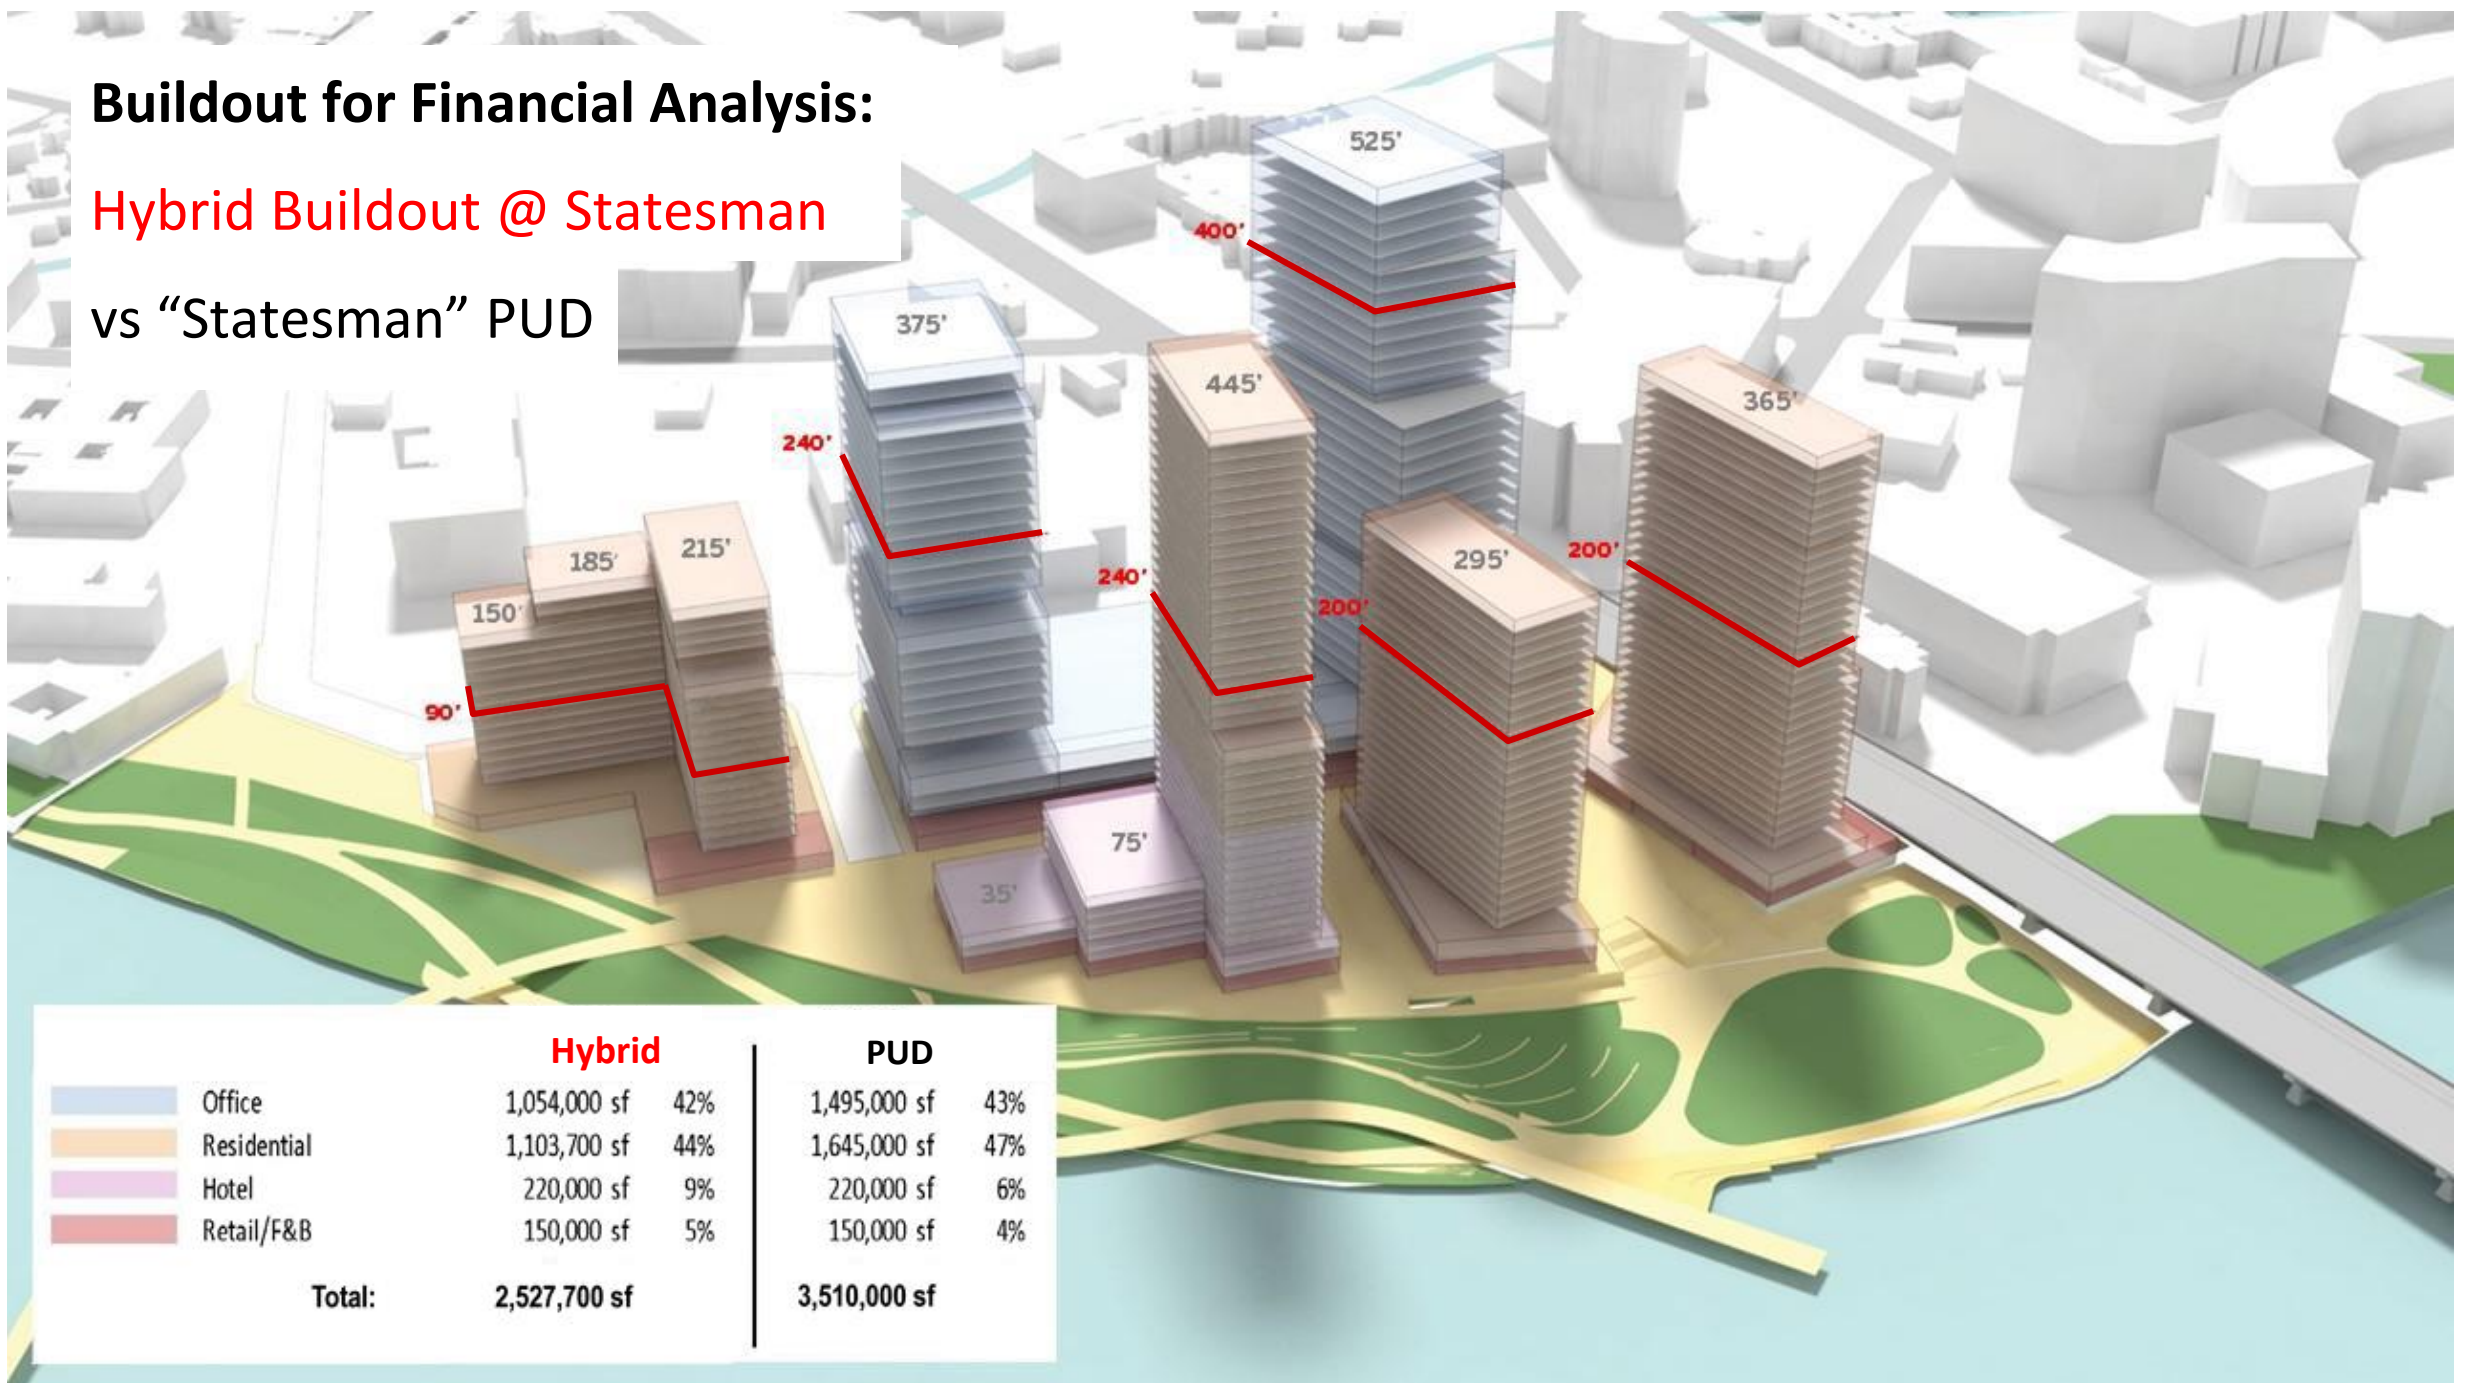 Buildout for Financial Analysis:
Hybrid Buildout @ Statesman
vs “Statesman” PUD
525'
400'
375'
445'
365'
240'
185'
215'
295'
200'
240'
200'
150'
90'
75'
35'
Hybrid PUD
Office 1,054,000 sf 42% 1,495,000 sf 43%
Residential 1,103,700 sf 44% 1,645,000 sf 47%
Hotel 220,000 sf 9% 220,000 sf 6%
Retail/F&B 150,000 sf 5% 150,000 sf 4%
Total: 2,527,700 sf 3,510,000 sf